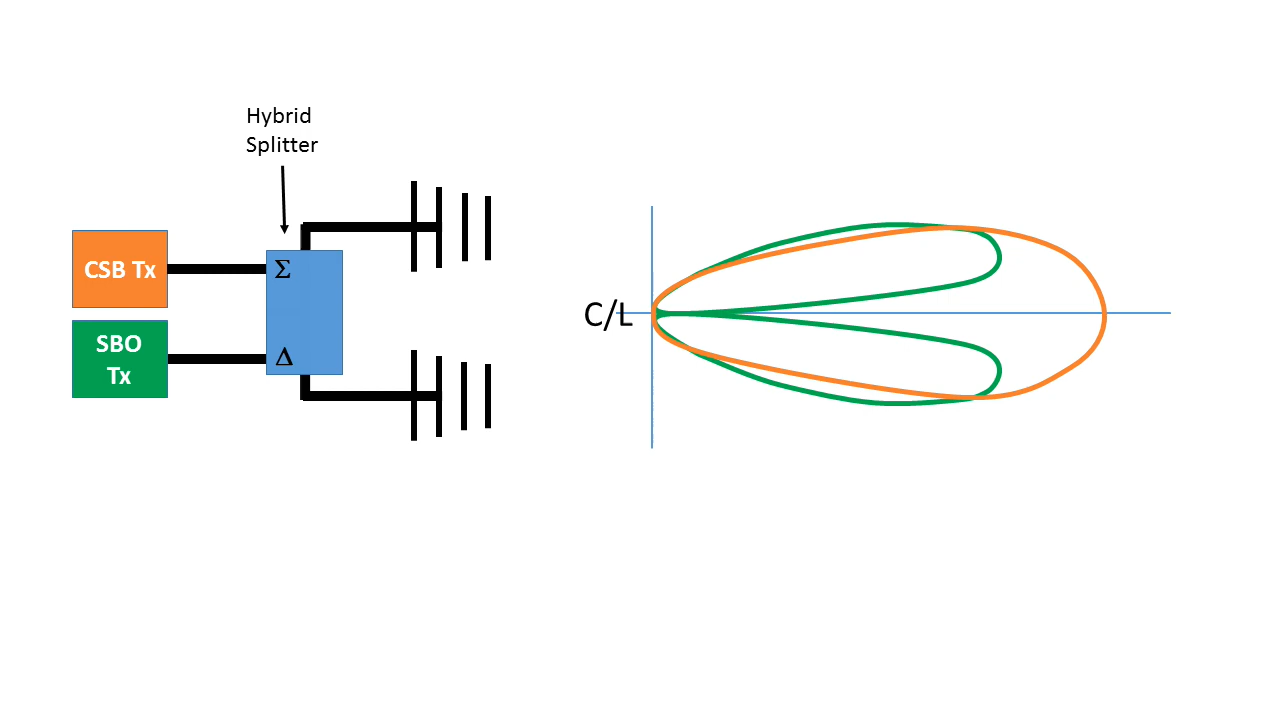 Hybrid
Splitter
CSB Tx
Σ
SBO
Tx
Δ
C/L